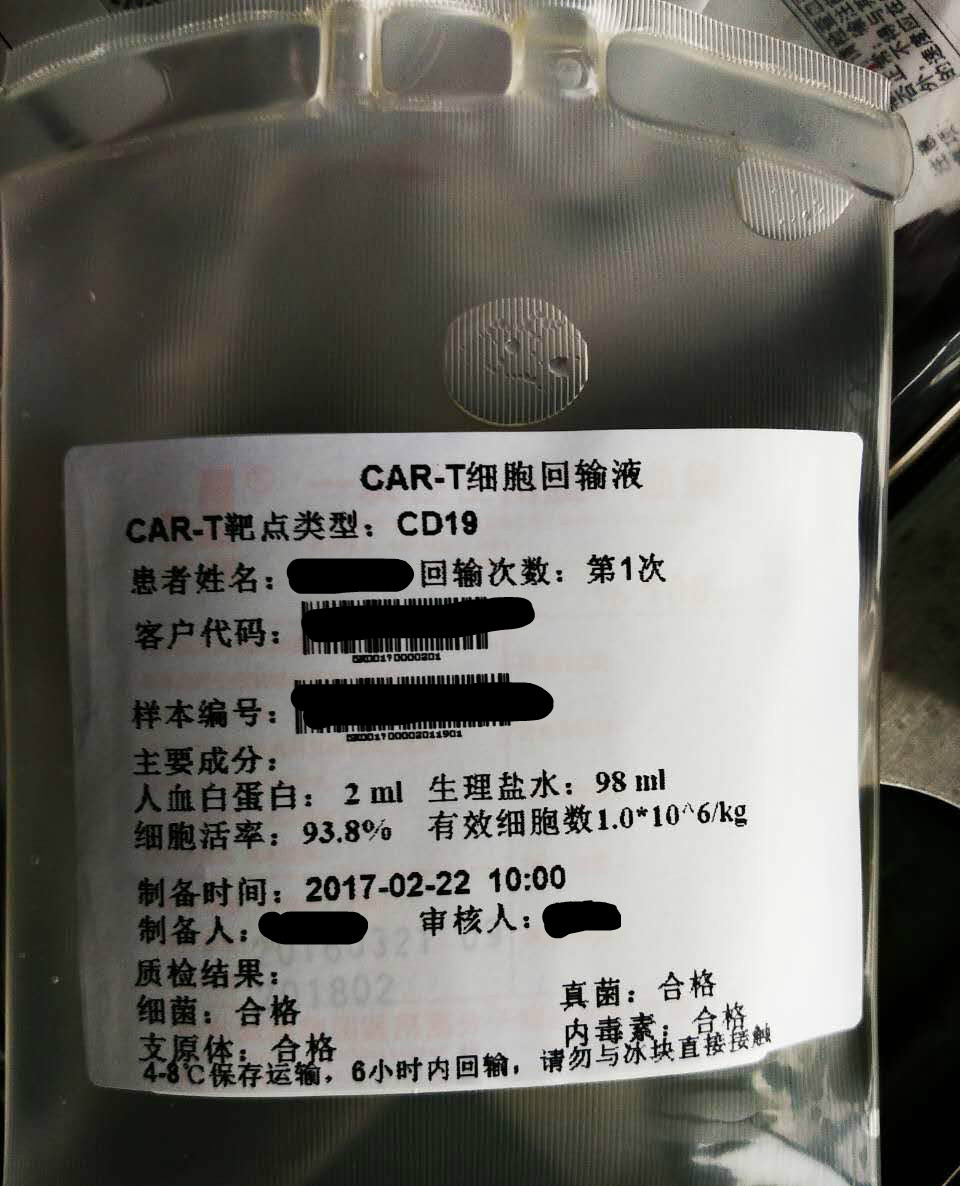 CAR-T细胞回输液
CAR-T靶点类型：CD19
患者姓名： 回输次数：第1次
客户代码：
样本编号：
主要成分：
人血白蛋白： 2 ml 生理盐水：98 ml
细胞活率：93.8% 有效细胞数1.0*10^6/kg
制备时间：2017-02-22 10:00
制备人： 审核人：
质检结果：
细菌：合格 真菌：合格
支原体：合格 内毒素：合格
4-8℃保存运输，6小时内回输，请勿与冰块直接接触